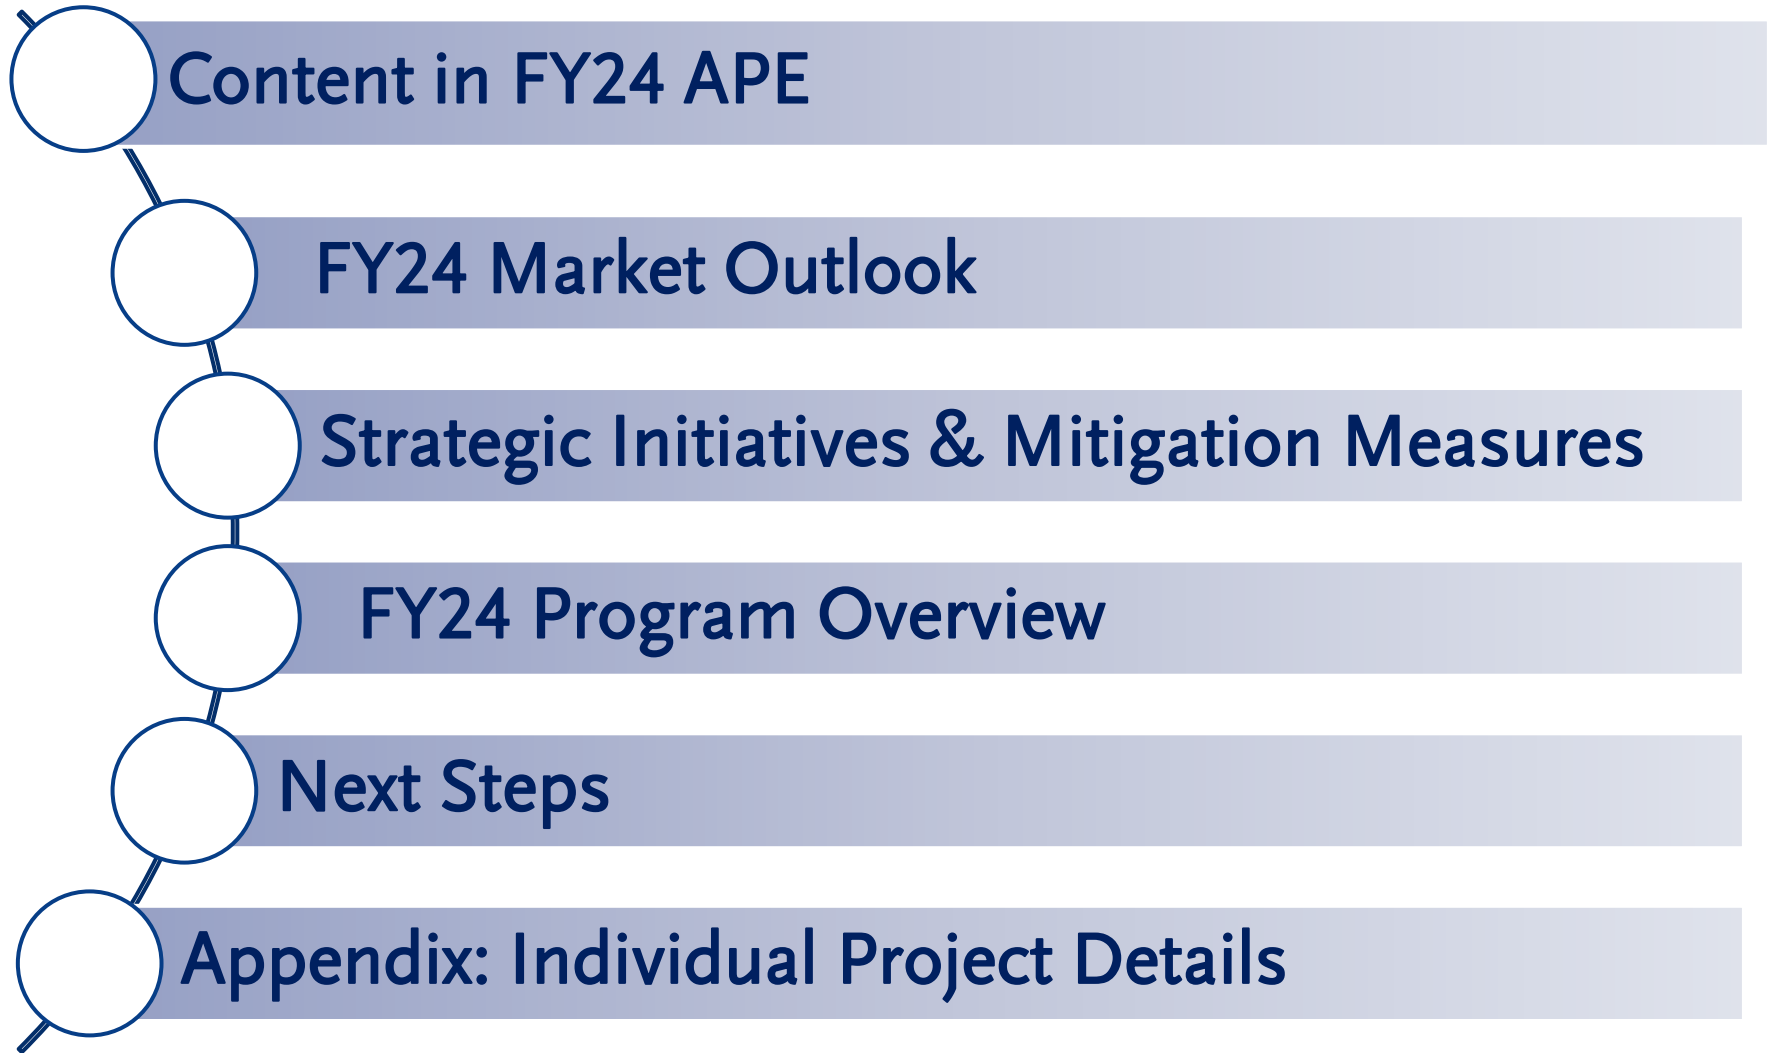 Content in FY24 APE
FY24 Market Outlook
Strategic Initiatives & Mitigation Measures
FY24 Program Overview
Next Steps
Appendix: Individual Project Details